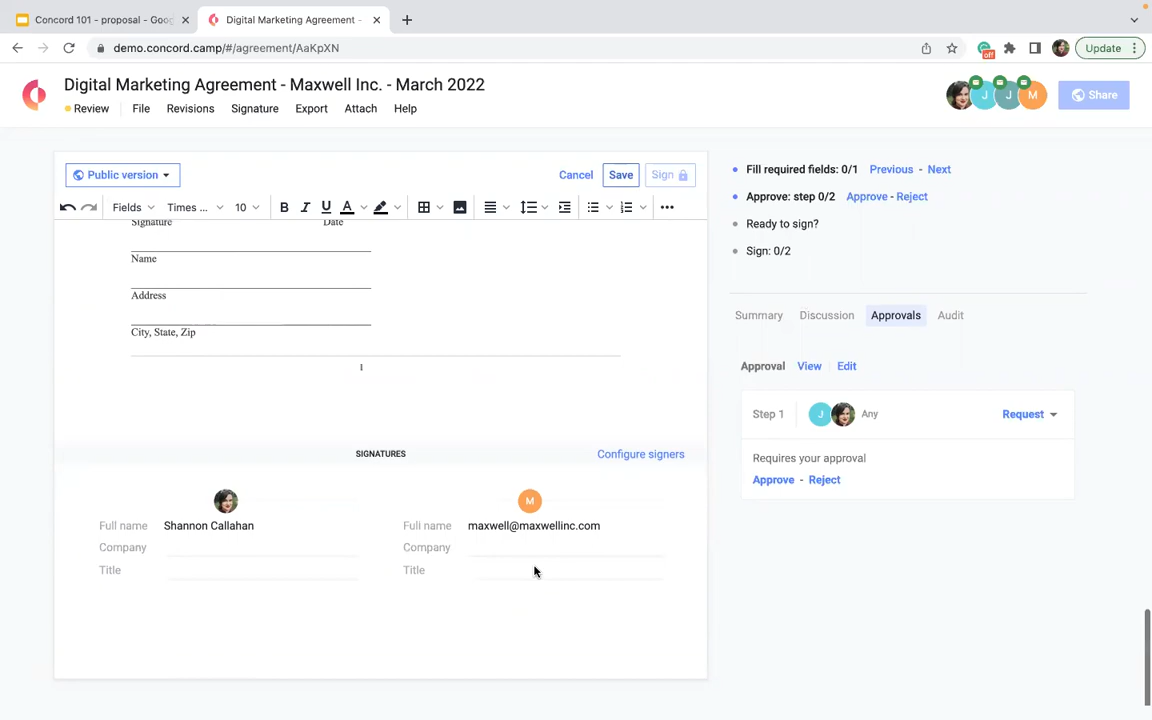 Concord 101 - proposal - Goog
Digital Marketing Agreement -
demo.concord.camp/#/agreement/AaKpXN
off
Update
Digital Marketing Agreement - Maxwell Inc. - March 2022
Review File Revisions Signature Export Attach Help
J J M
Share
Public version
Cancel Save Sign
Fields Times ... 10 B I U A
Signature Date
Name
Address
City, State, Zip
1
SIGNATURES
Configure signers
M
Full name Shannon Callahan
Full name maxwell@maxwellinc.com
Company
Company
Title
Title
Fill required fields: 0/1 Previous - Next
Approve: step 0/2 Approve - Reject
Ready to sign?
Sign: 0/2
Summary Discussion Approvals Audit
Approval View Edit
Step 1 J Any Request
Requires your approval
Approve - Reject